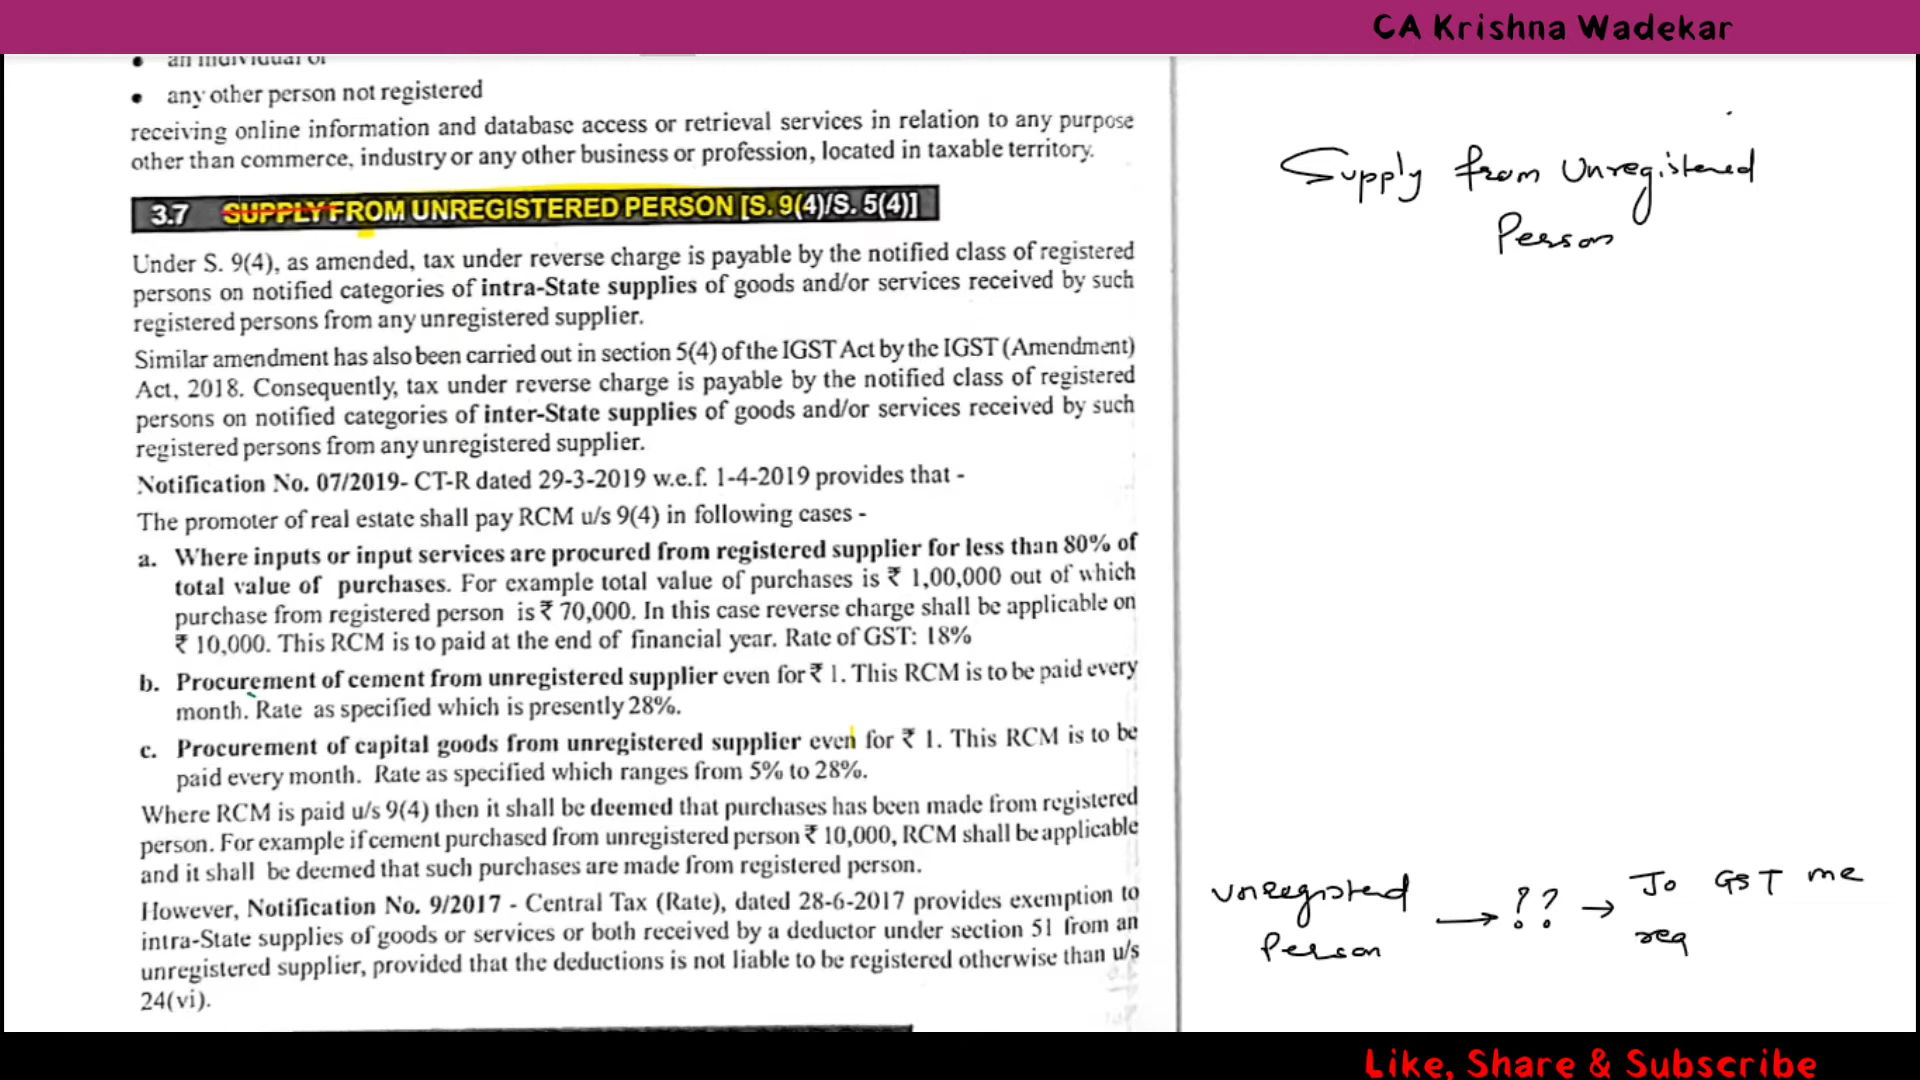 CA Krishna Wadekar
• an individual or
• any other person not registered
receiving online information and database access or retrieval services in relation to any purpose
other than commerce, industry or any other business or profession, located in taxable territory.
3.7 SUPPLY FROM UNREGISTERED PERSON [S. 9(4)/S. 5(4)]
Under S. 9(4), as amended, tax under reverse charge is payable by the notified class of registered
persons on notified categories of intra-State supplies of goods and/or services received by such
registered persons from any unregistered supplier.
Similar amendment has also been carried out in section 5(4) of the IGST Act by the IGST (Amendment)
Act, 2018. Consequently, tax under reverse charge is payable by the notified class of registered
persons on notified categories of inter-State supplies of goods and/or services received by such
registered persons from any unregistered supplier.
Notification No. 07/2019- CT-R dated 29-3-2019 w.e.f. 1-4-2019 provides that -
The promoter of real estate shall pay RCM u/s 9(4) in following cases -
a. Where inputs or input services are procured from registered supplier for less than 80% of
total value of purchases. For example total value of purchases is ₹ 1,00,000 out of which
purchase from registered person is ₹ 70,000. In this case reverse charge shall be applicable on
₹ 10,000. This RCM is to paid at the end of financial year. Rate of GST: 18%
b. Procurement of cement from unregistered supplier even for ₹ 1. This RCM is to be paid every
month. Rate as specified which is presently 28%.
c. Procurement of capital goods from unregistered supplier even for ₹ 1. This RCM is to be
paid every month. Rate as specified which ranges from 5% to 28%.
Where RCM is paid u/s 9(4) then it shall be deemed that purchases has been made from registered
person. For example if cement purchased from unregistered person ₹ 10,000, RCM shall be applicable
and it shall be deemed that such purchases are made from registered person.
However, Notification No. 9/2017 - Central Tax (Rate), dated 28-6-2017 provides exemption to
intra-State supplies of goods or services or both received by a deductor under section 51 from an
unregistered supplier, provided that the deductions is not liable to be registered otherwise than u/s
24(vi).
Supply from Unregistered
Person
Unregistered → ?? → Jo GST me
Person req
Like, Share & Subscribe